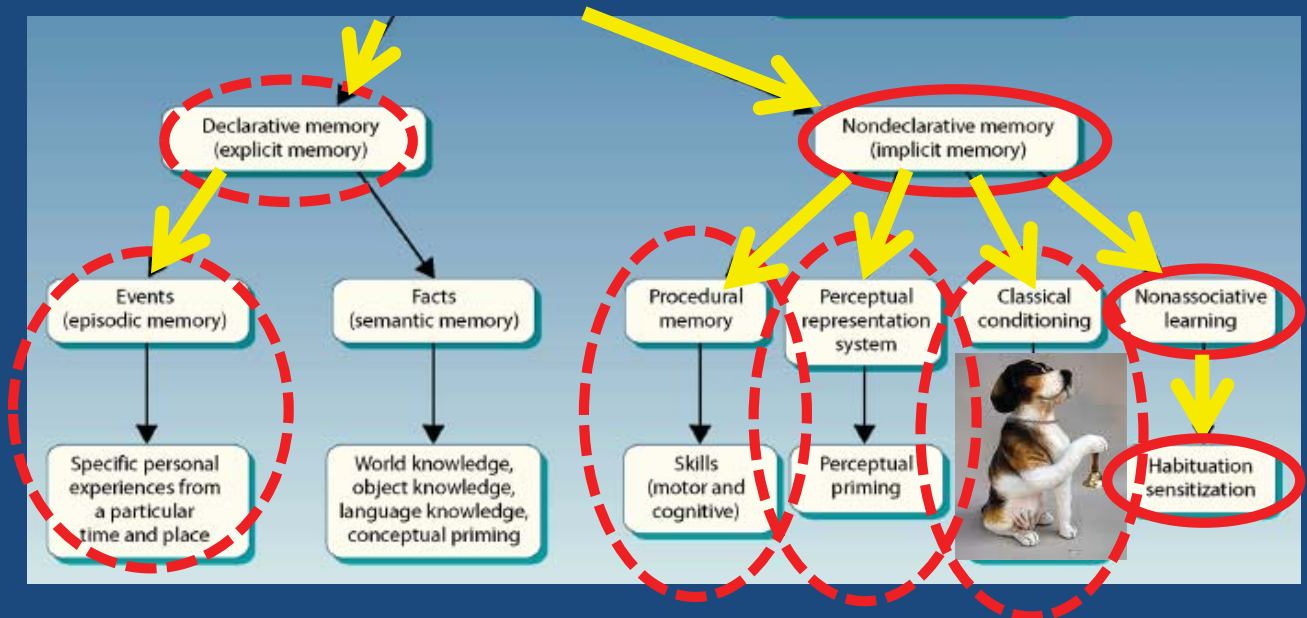 Declarative memory
(explicit memory)
Nondeclarative memory
(implicit memory)
Events
(episodic memory)
Facts
(semantic memory)
Procedural
memory
Perceptual
representation
system
Classical
conditioning
Nonassociative
learning
Specific personal
experiences from
a particular
time and place
World knowledge,
object knowledge,
language knowledge,
conceptual priming
Skills
(motor and
cognitive)
Perceptual
priming
Habituation
sensitization